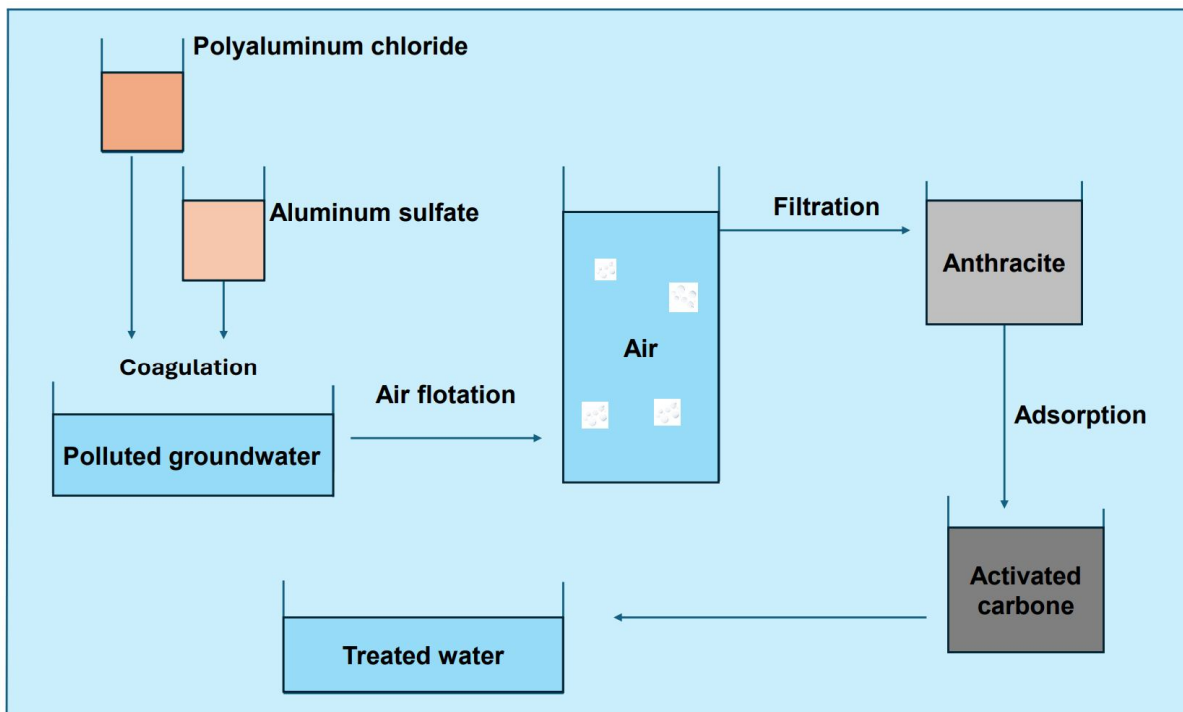 Polyaluminum chloride
Aluminum sulfate
Coagulation
Polluted groundwater
Air flotation
Air
Filtration
Anthracite
Adsorption
Activated
carbone
Treated water